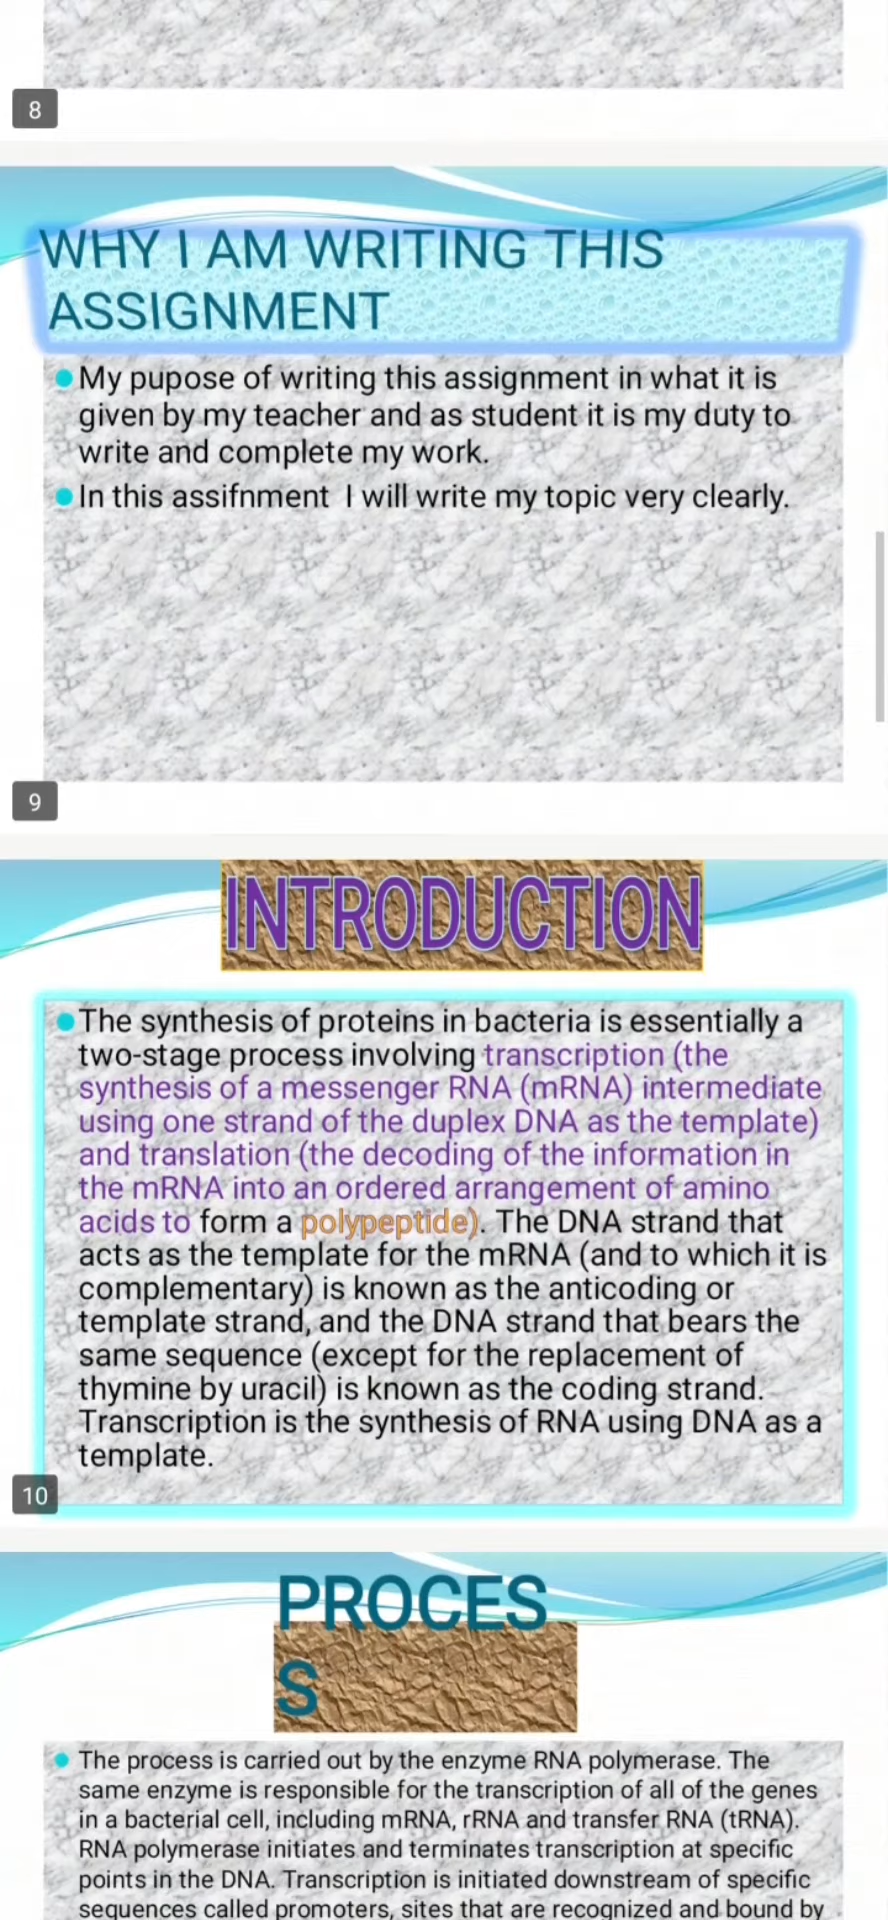 8
WHY I AM WRITING THIS
ASSIGNMENT
My pupose of writing this assignment in what it is
given by my teacher and as student it is my duty to
write and complete my work.
In this assifnment I will write my topic very clearly.
9
INTRODUCTION
The synthesis of proteins in bacteria is essentially a
two-stage process involving transcription (the
synthesis of a messenger RNA (mRNA) intermediate
using one strand of the duplex DNA as the template)
and translation (the decoding of the information in
the mRNA into an ordered arrangement of amino
acids to form a polypeptide). The DNA strand that
acts as the template for the mRNA (and to which it is
complementary) is known as the anticoding or
template strand, and the DNA strand that bears the
same sequence (except for the replacement of
thymine by uracil) is known as the coding strand.
Transcription is the synthesis of RNA using DNA as a
template.
10
PROCES
S
The process is carried out by the enzyme RNA polymerase. The
same enzyme is responsible for the transcription of all of the genes
in a bacterial cell, including mRNA, rRNA and transfer RNA (tRNA).
RNA polymerase initiates and terminates transcription at specific
points in the DNA. Transcription is initiated downstream of specific
sequences called promoters, sites that are recognized and bound by